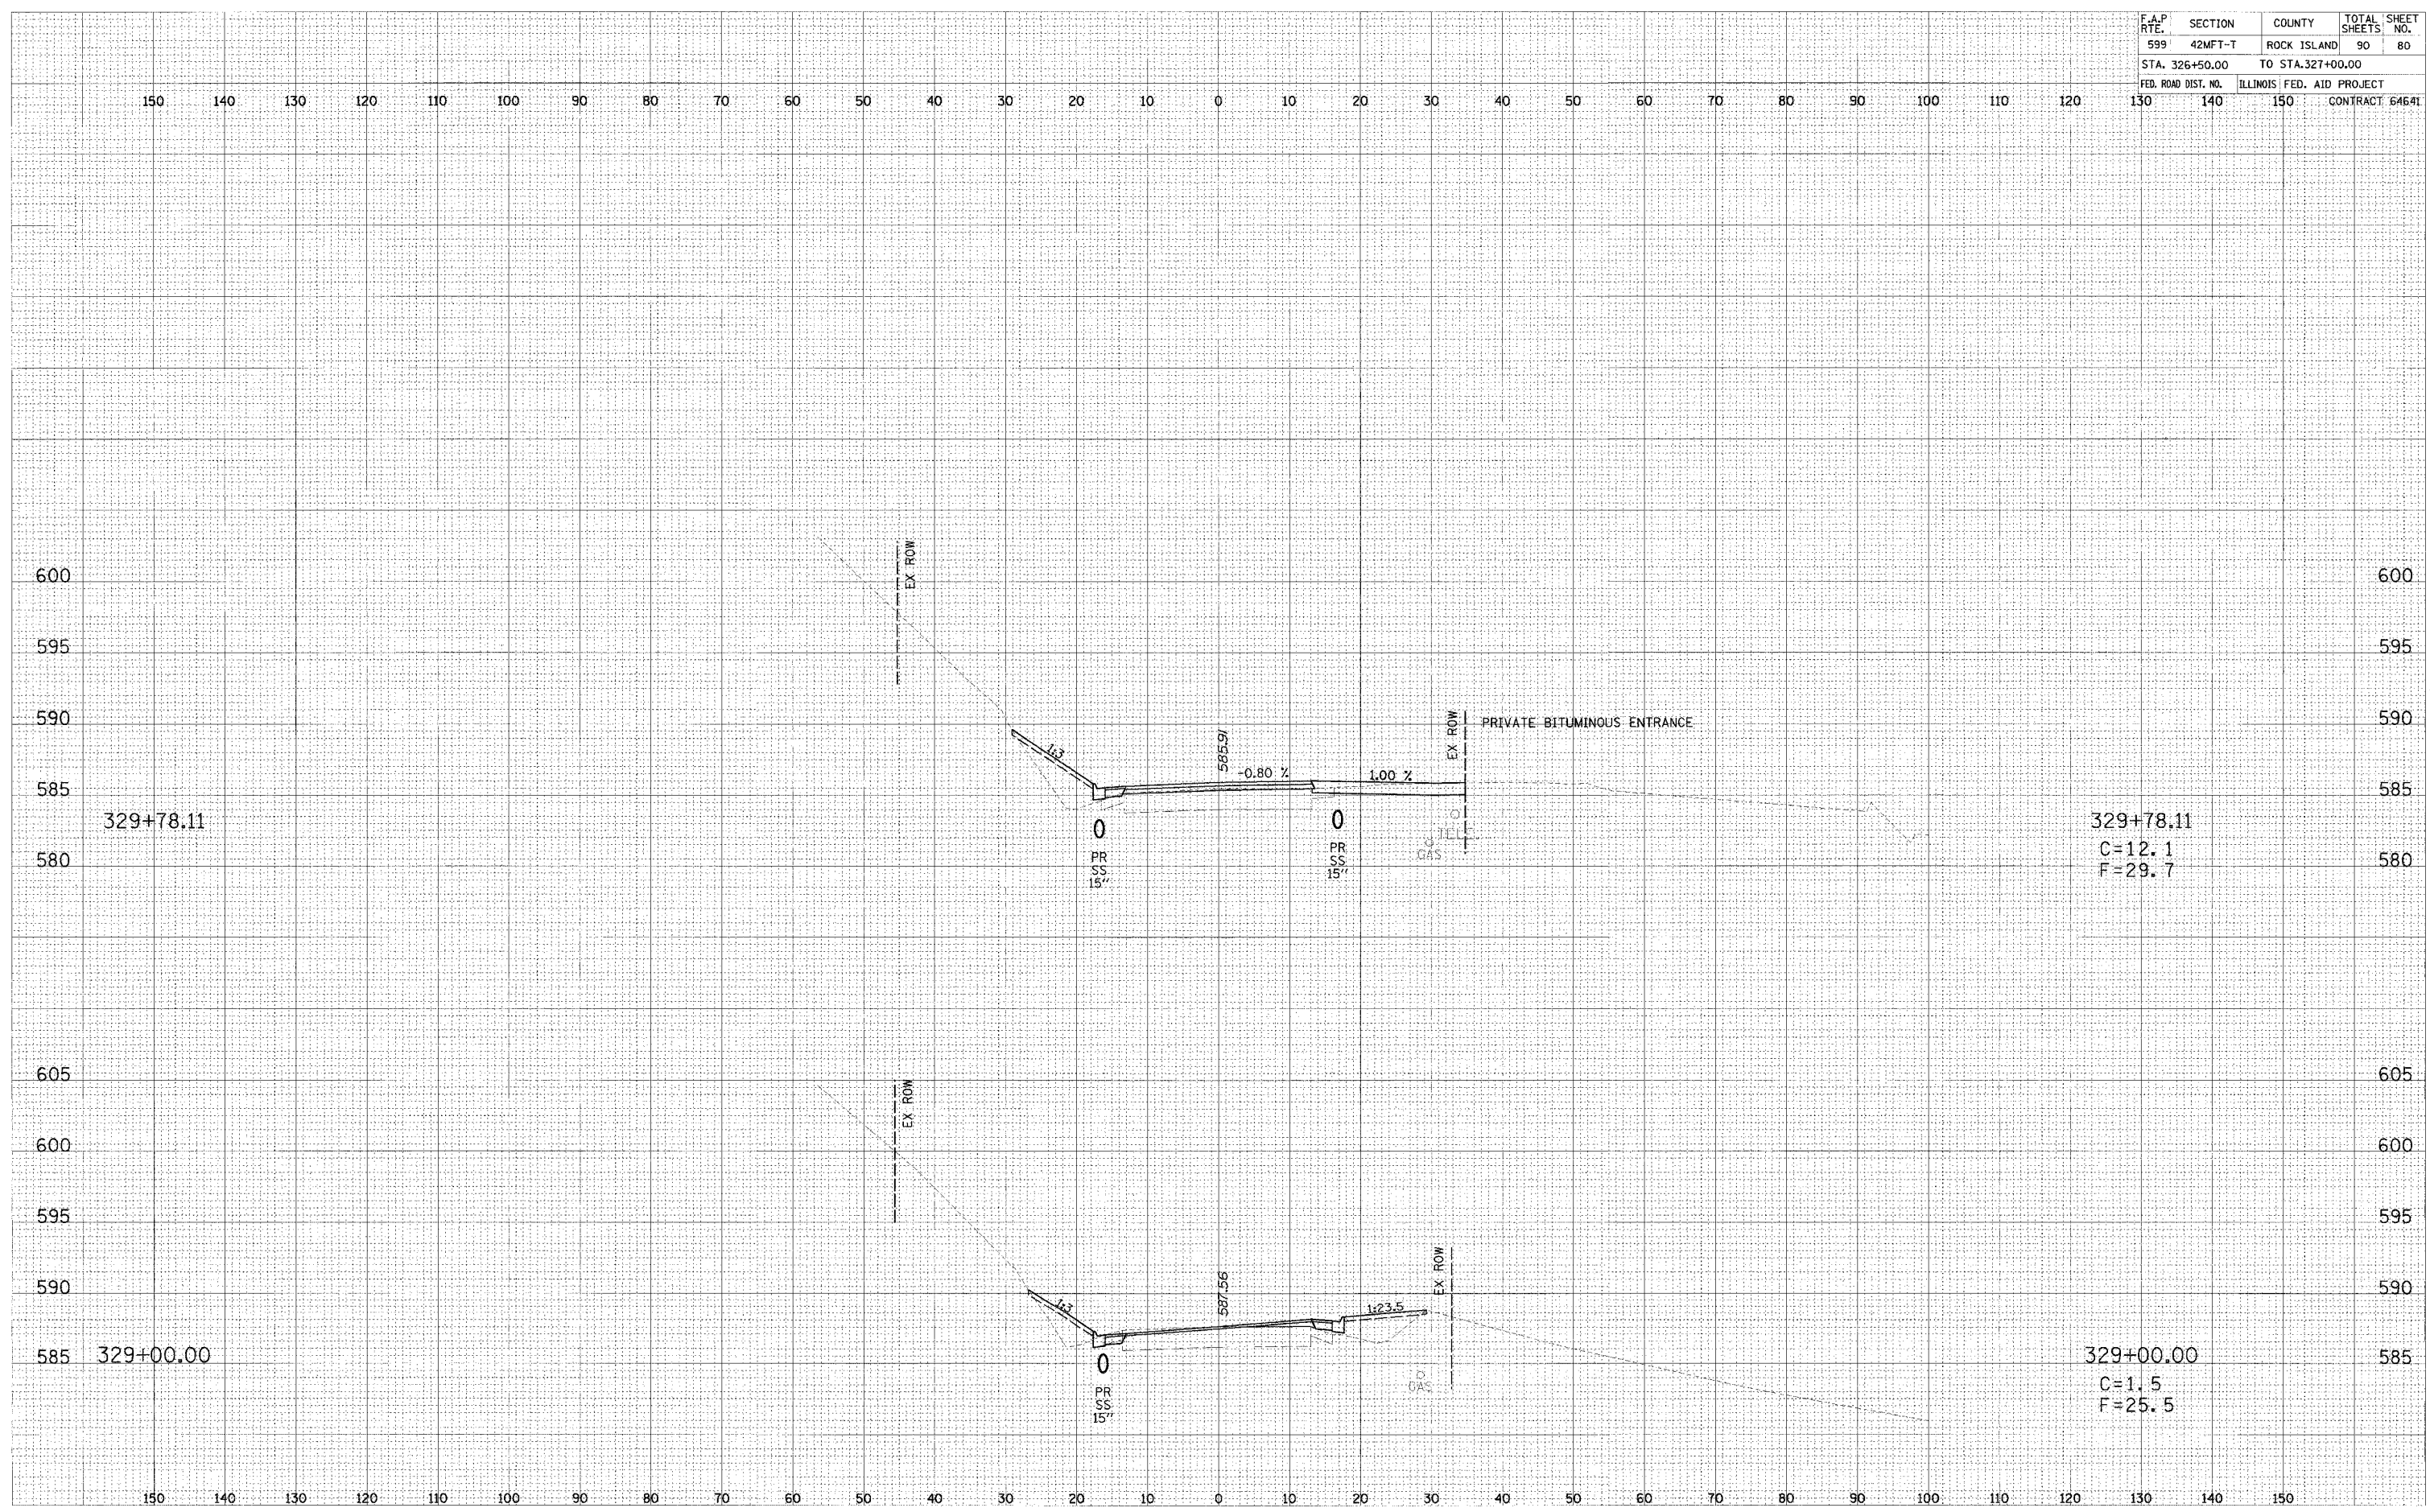 F.A.P. RTE. SECTION COUNTY TOTAL SHEETS SHEET NO.
599 42MFT-T ROCK ISLAND 90 80
STA. 326+50.00 TO STA.327+00.00
FED. ROAD DIST. NO. ILLINOIS FED. AID PROJECT
CONTRACT 64641
150 140 130 120 110 100 90 80 70 60 50 40 30 20 10 0 10 20 30 40 50 60 70 80 90 100 110 120 130 140 150
EX ROW
600 600
595 595
590 EX ROW PRIVATE BITUMINOUS ENTRANCE 590
1:3 585.91 -0.80 % 1.00 %
585 585
329+78.11 329+78.11
TELE
GAS
C=12.1
580 580
F=29.7
PR
SS
15"
PR
SS
15"
605 605
EX ROW
600 600
595 595
590 EX ROW 590
1:3 587.56 1:23.5
585 329+00.00 329+00.00 585
GAS
C=1.5
F=25.5
PR
SS
15"
150 140 130 120 110 100 90 80 70 60 50 40 30 20 10 0 10 20 30 40 50 60 70 80 90 100 110 120 130 140 150